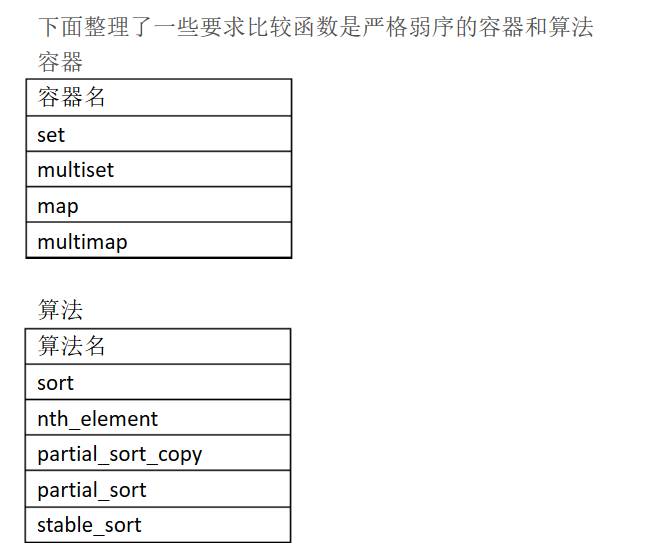 下面整理了一些要求比较函数是严格弱序的容器和算法
容器
容器名
set
multiset
map
multimap
算法
算法名
sort
nth_element
partial_sort_copy
partial_sort
stable_sort